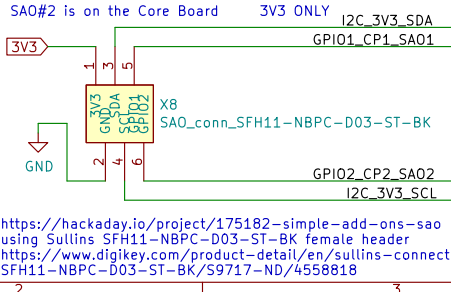 SAO#2 is on the Core Board 3V3 ONLY
I2C_3V3_SDA
3V3
GPIO1_CP1_SAO1
1
3
5
3V3
SDA
GPIO1
GND
SCL
GPIO2
X8
SAO_conn_SFH11-NBPC-D03-ST-BK
2
4
6
GND
GPIO2_CP2_SAO2
I2C_3V3_SCL
https://hackaday.io/project/175182-simple-add-ons-sao
using Sullins SFH11-NBPC-D03-ST-BK female header
https://www.digikey.com/product-detail/en/sullins-connect
SFH11-NBPC-D03-ST-BK/S9717-ND/4558818
2
3